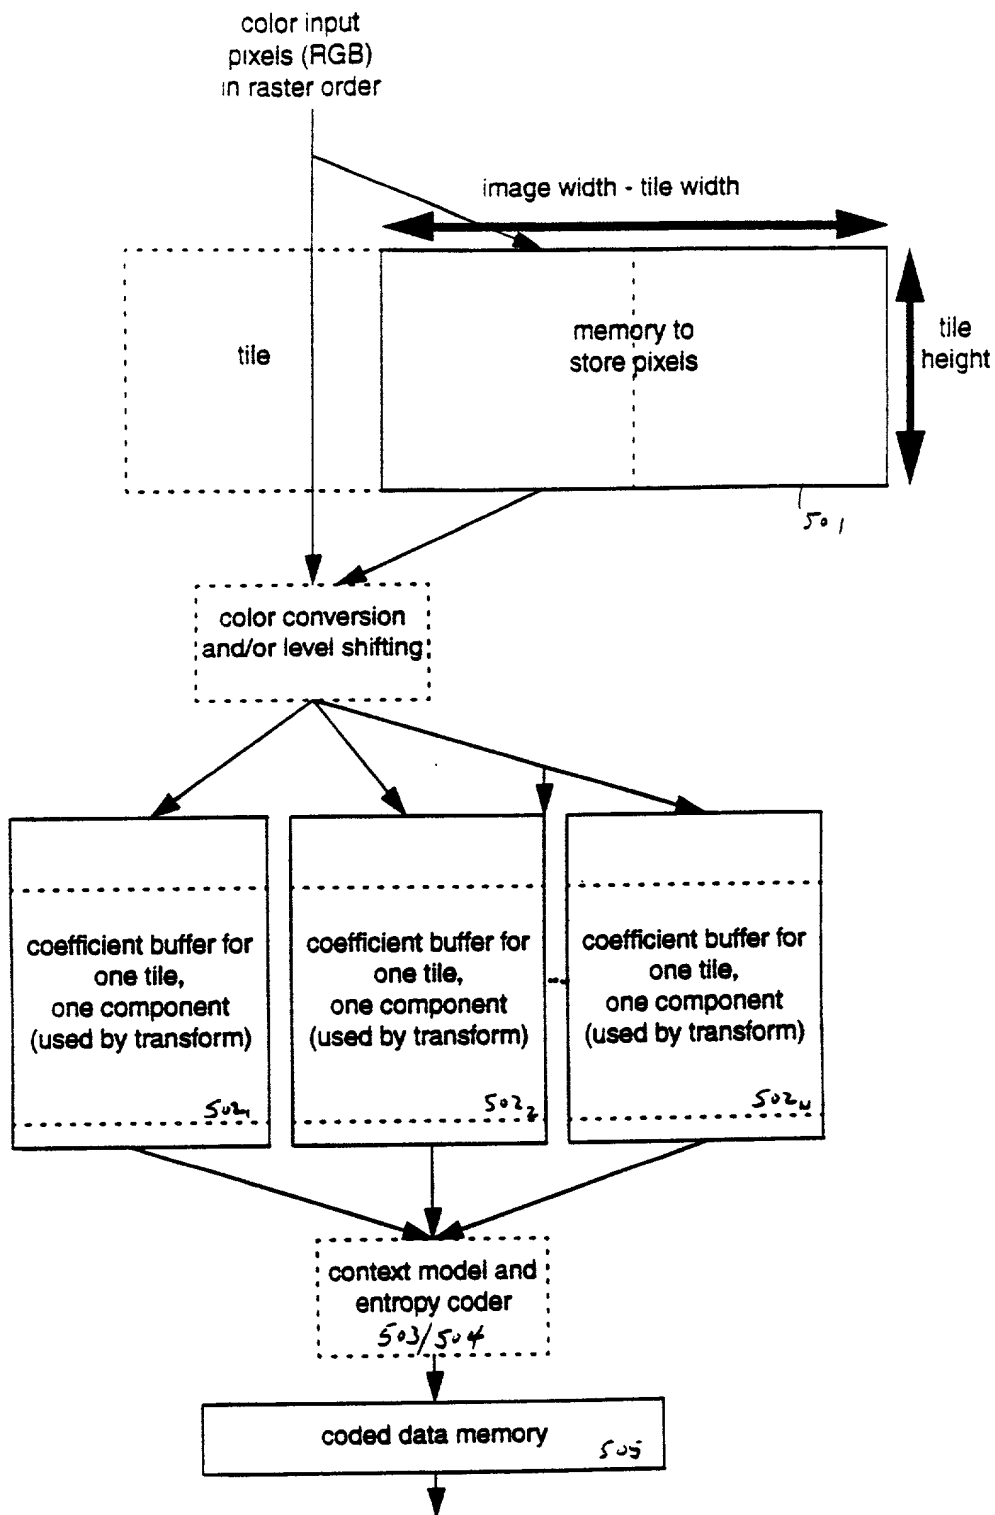 color input
pixels (RGB)
in raster order
image width - tile width
tile
memory to
store pixels
tile
height
501
color conversion
and/or level shifting
coefficient buffer for
one tile,
one component
(used by transform)
502₁
coefficient buffer for
one tile,
one component
(used by transform)
502₂
coefficient buffer for
one tile,
one component
(used by transform)
502N
context model and
entropy coder
503/504
coded data memory
505